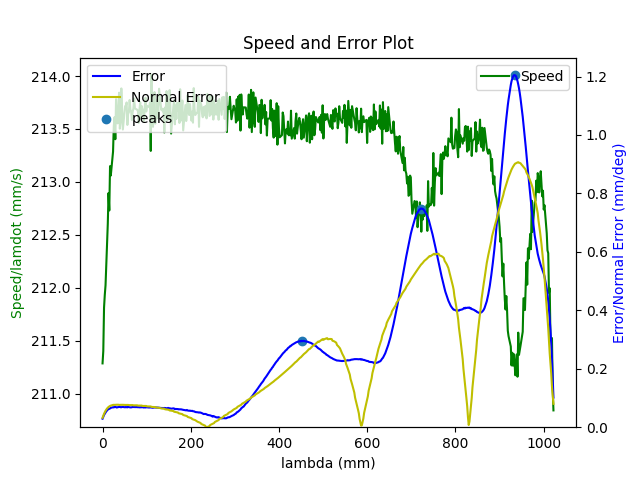 Speed and Error Plot
Error
Normal Error
peaks
Speed
214.0
213.5
213.0
212.5
212.0
211.5
211.0
Speed/lamdot (mm/s)
1.2
1.0
0.8
0.6
0.4
0.2
0.0
Error/Normal Error (mm/deg)
0 200 400 600 800 1000
lambda (mm)